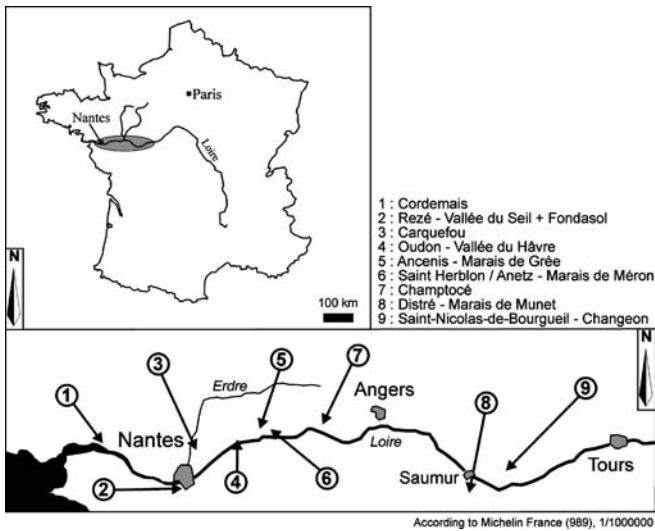 Paris
Nantes
Loire
N
100 km
1 : Cordemais
2 : Rezé - Vallée du Seil + Fondasol
3 : Carquefou
4 : Oudon - Vallée du Hâvre
5 : Ancenis - Marais de Grée
6 : Saint Herblon / Anetz - Marais de Méron
7 : Champtocé
8 : Distré - Marais de Munet
9 : Saint-Nicolas-de-Bourgueil - Changeon
N
3
5
7
Erdre
Angers
9
1
8
Nantes
Loire
2
4
6
Saumur
Tours
According to Michelin France (989), 1/1000000